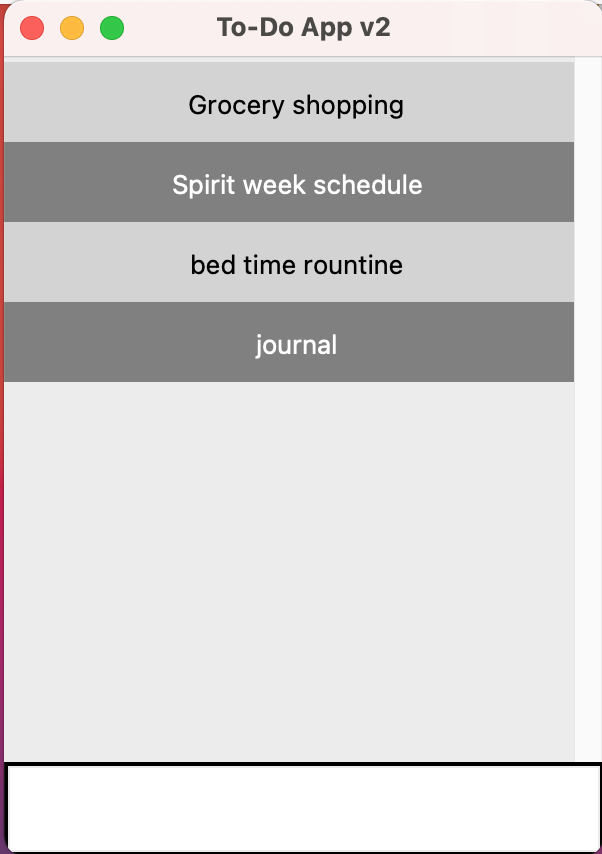 To-Do App v2
Grocery shopping
Spirit week schedule
bed time rountine
journal